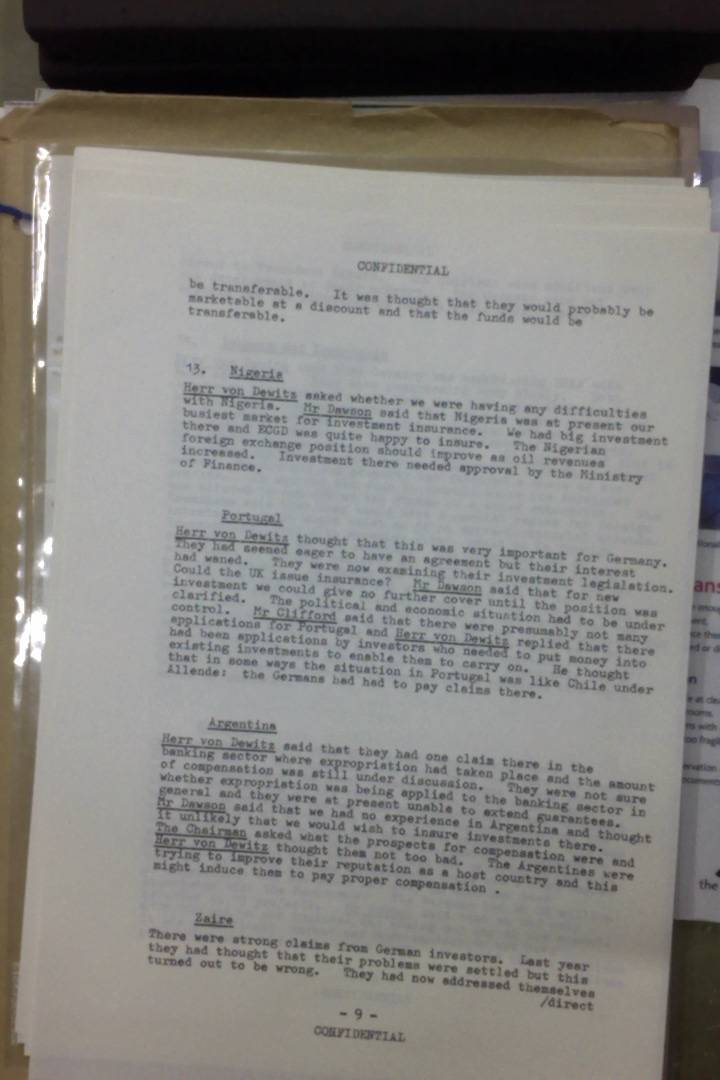 CONFIDENTIAL
be transferable. It was thought that they would probably be
marketable at a discount and that the funds would be
transferable.
13. Nigeria
Herr von Dewitz asked whether we were having any difficulties
with Nigeria. Mr Dawson said that Nigeria was at present our
busiest market for investment insurance. We had big investment
there and ECGD was quite happy to insure. The Nigerian
foreign exchange position should improve as oil revenues
increased. Investment there needed approval by the Ministry
of Finance.
Portugal
Herr von Dewitz thought that this was very important for Germany.
They had seemed eager to have an agreement but their interest
had waned. They were now examining their investment legislation.
Could the UK issue insurance? Mr Dawson said that for new
investment we could give no further cover until the position was
clarified. The political and economic situation had to be under
control. Mr Clifford said that there were presumably not many
applications for Portugal and Herr von Dewitz replied that there
had been applications by investors who needed to put money into
existing investments to enable them to carry on. He thought
that in some ways the situation in Portugal was like Chile under
Allende: the Germans had had to pay claims there.
Argentina
Herr von Dewitz said that they had one claim there in the
banking sector where expropriation had taken place and the amount
of compensation was still under discussion. They were not sure
whether expropriation was being applied to the banking sector in
general and they were at present unable to extend guarantees.
Mr Dawson said that we had no experience in Argentina and thought
it unlikely that we would wish to insure investments there.
The Chairman asked what the prospects for compensation were and
Herr von Dewitz thought them not too bad. The Argentines were
trying to improve their reputation as a host country and this
might induce them to pay proper compensation .
Zaire
There were strong claims from German investors. Last year
they had thought that their problems were settled but this
turned out to be wrong. They had now addressed themselves
/direct
- 9 -
CONFIDENTIAL
the